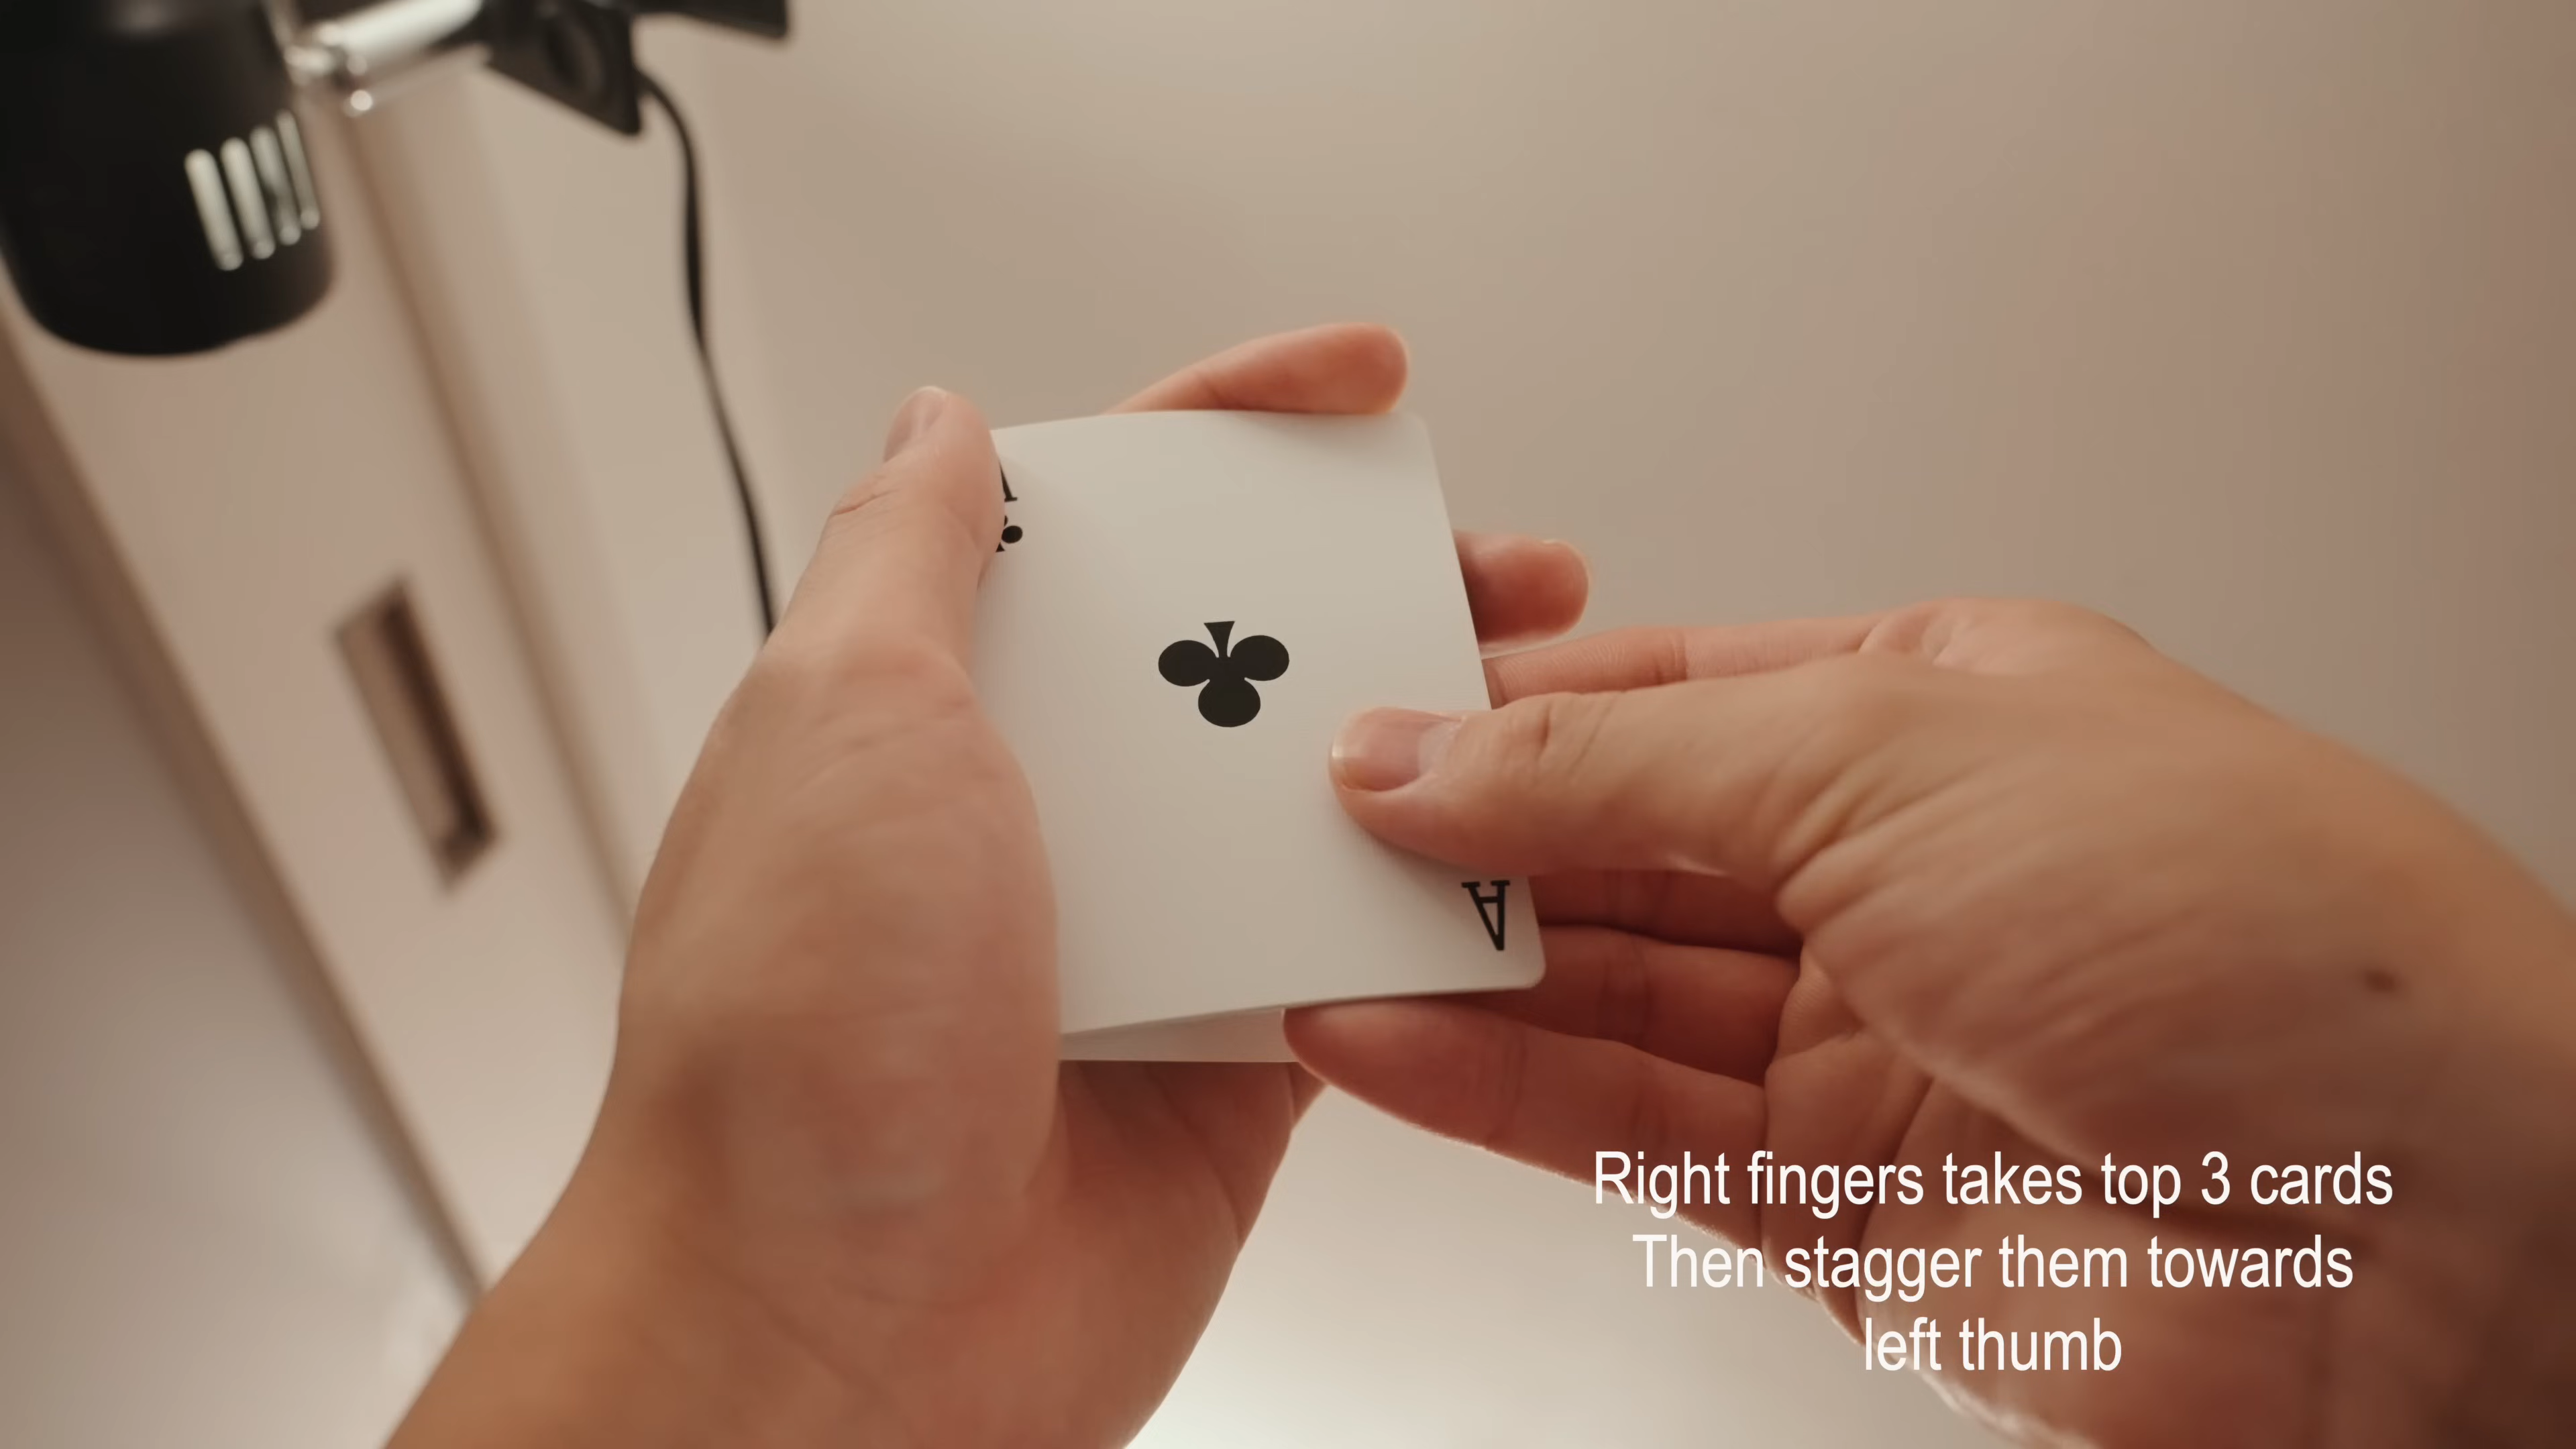 A
Right fingers takes top 3 cards
Then stagger them towards
left thumb